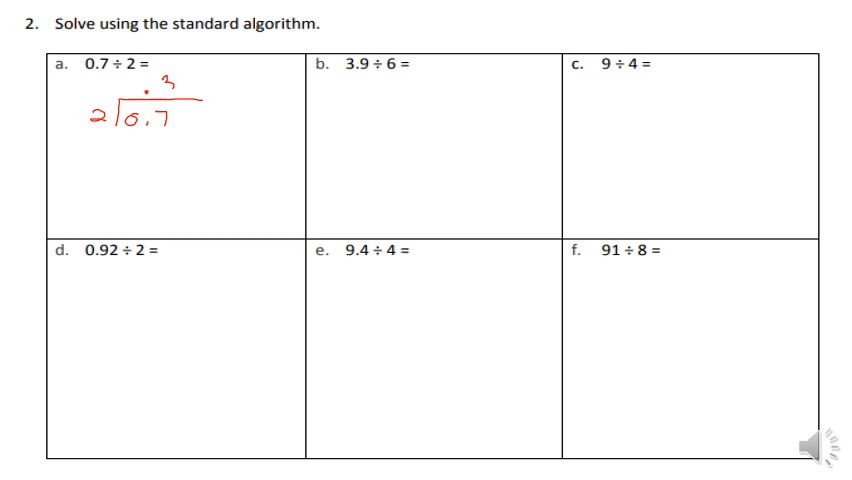 2. Solve using the standard algorithm.
a. 0.7 ÷ 2 =
b. 3.9 ÷ 6 =
c. 9 ÷ 4 =
.3
2 0.7
d. 0.92 ÷ 2 =
e. 9.4 ÷ 4 =
f. 91 ÷ 8 =